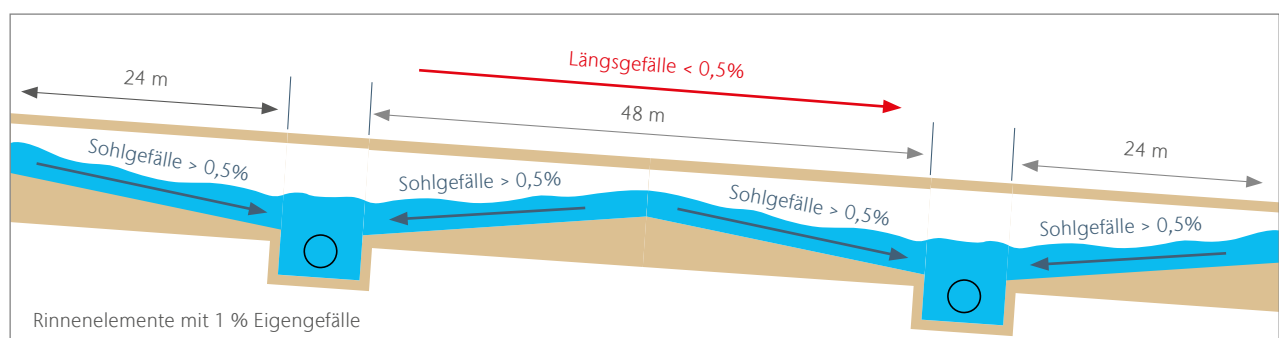 Längsgefälle < 0,5%
24 m
48 m
24 m
Sohlgefälle > 0,5%
Sohlgefälle > 0,5%
Sohlgefälle > 0,5%
Sohlgefälle > 0,5%
Rinnenelemente mit 1 % Eigengefälle